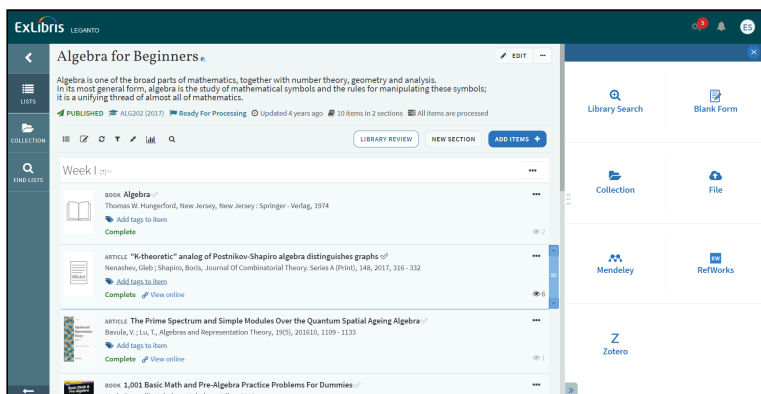 ExLibris LEGANTO
5
ES
LISTS
COLLECTION
FIND LISTS
Algebra for Beginners
EDIT
Algebra is one of the broad parts of mathematics, together with number theory, geometry and analysis.
In its most general form, algebra is the study of mathematical symbols and the rules for manipulating these symbols;
it is a unifying thread of almost all of mathematics.
PUBLISHED ALG202 (2017) Ready For Processing Updated 4 years ago 10 items in 2 sections All items are processed
LIBRARY REVIEW NEW SECTION ADD ITEMS +
Week I (7)
BOOK Algebra
Thomas W. Hungerford, New Jersey, New Jersey : Springer - Verlag, 1974
Add tags to item
Complete
2
ARTICLE "K-theoretic" analog of Postnikov-Shapiro algebra distinguishes graphs
Nenashev, Gleb ; Shapiro, Boris, Journal Of Combinatorial Theory. Series A (Print), 148, 2017, 316 - 332
Add tags to item
Complete View online
6
ARTICLE The Prime Spectrum and Simple Modules Over the Quantum Spatial Ageing Algebra
Bavula, V. ; Lu, T., Algebras and Representation Theory, 19(5), 201610, 1109 - 1133
Add tags to item
Complete View online
1
BOOK 1,001 Basic Math and Pre-Algebra Practice Problems For Dummies
Library Search
Blank Form
Collection
File
Mendeley
RW
RefWorks
Z
Zotero